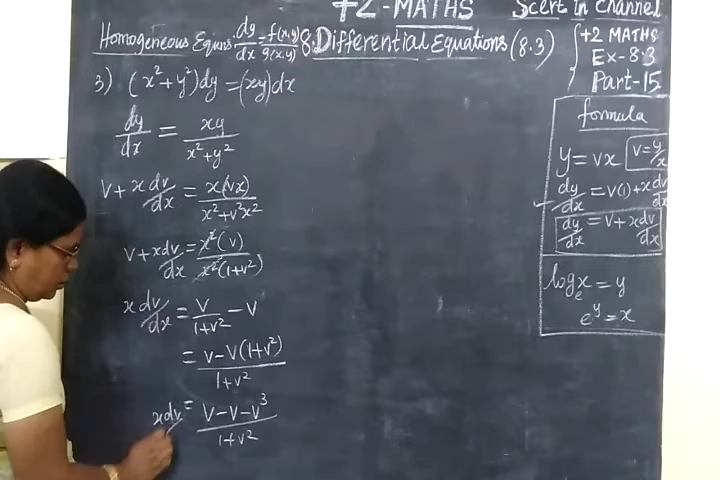 +2-MATHS
Scert in Channel
Homogeneous Equns: dy/dx = f(x,y)/g(x,y)
8. Differential Equations (8.3)
+2 MATHS
Ex-8.3
Part-15
3) (x²+y²)dy = (xy)dx
dy/dx = xy/(x²+y²)
v + x dv/dx = x(vx)/(x²+v²x²)
v + x dv/dx = x²(v)/(x²(1+v²))
x dv/dx = v/(1+v²) - v
= (v-v(1+v²))/(1+v²)
x dv = (v-v-v³)/(1+v²)
formula
y = vx v=y/x
dy/dx = v(1)+x dv/dx
dy/dx = v+x dv/dx
logₑx = y
e^y = x